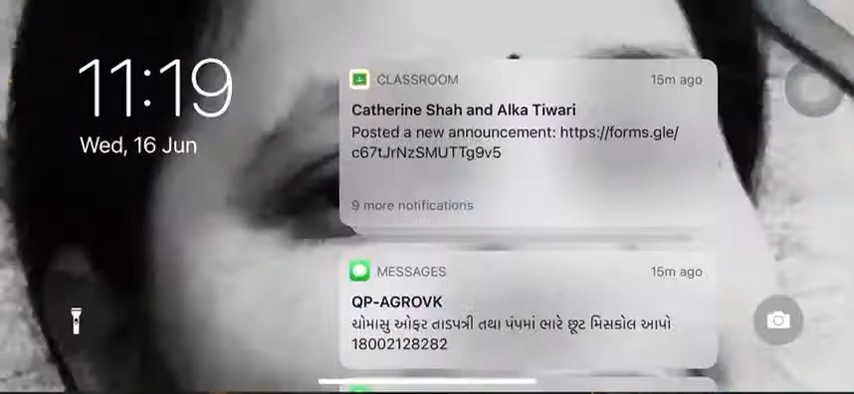 11:19
Wed, 16 Jun
CLASSROOM 15m ago
Catherine Shah and Alka Tiwari
Posted a new announcement: https://forms.gle/
c67tJrNzSMUTTg9v5
9 more notifications
MESSAGES 15m ago
QP-AGROVK
ચોમાસુ ઓફર તાડપત્રી તથા પંપમાં ભારે છૂટ મિસકોલ આપો
18002128282